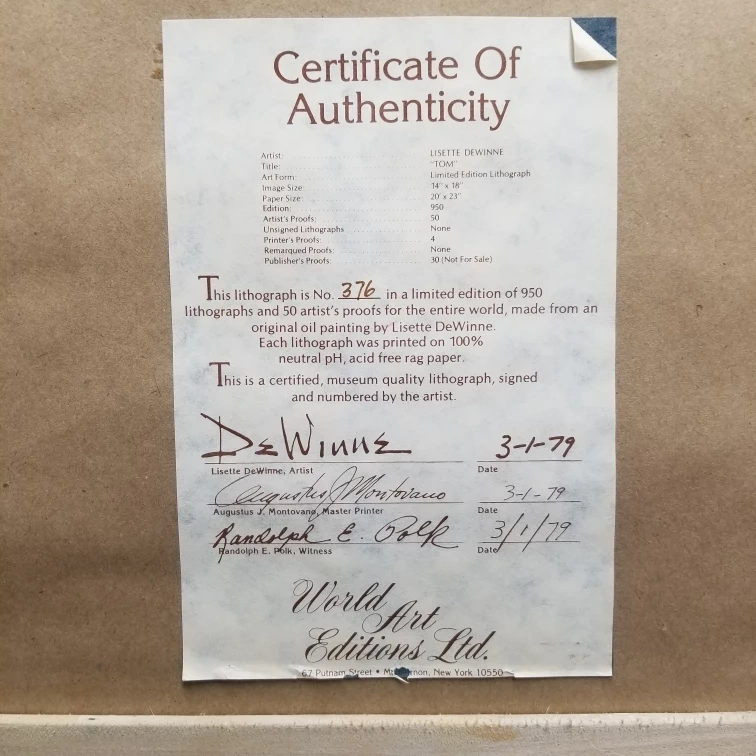 Certificate Of
Authenticity
Artist: LISETTE DEWINNE
Title: "TOM"
Art Form: Limited Edition Lithograph
Image Size: 14" x 18"
Paper Size: 20" x 23"
Edition: 950
Artist's Proofs: 50
Unsigned Lithographs None
Printer's Proofs: 4
Remarqued Proofs: None
Publisher's Proofs: 30 (Not For Sale)
This lithograph is No. 376 in a limited edition of 950
lithographs and 50 artist's proofs for the entire world, made from an
original oil painting by Lisette DeWinne.
Each lithograph was printed on 100%
neutral pH, acid free rag paper.
This is a certified, museum quality lithograph, signed
and numbered by the artist.
DeWinne 3-1-79
Lisette DeWinne, Artist Date
Augustus J Montovano 3-1-79
Augustus J. Montovano, Master Printer Date
Randolph E. Polk 3/1/79
Randolph E. Polk, Witness Date
World
Art
Editions Ltd.
67 Putnam Street • New York 10550